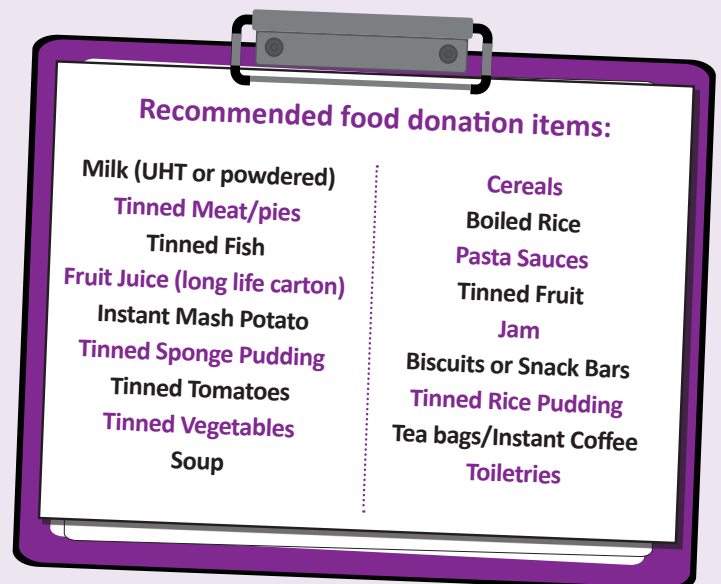 Recommended food donation items:
Milk (UHT or powdered)
Tinned Meat/pies
Tinned Fish
Fruit Juice (long life carton)
Instant Mash Potato
Tinned Sponge Pudding
Tinned Tomatoes
Tinned Vegetables
Soup
Cereals
Boiled Rice
Pasta Sauces
Tinned Fruit
Jam
Biscuits or Snack Bars
Tinned Rice Pudding
Tea bags/Instant Coffee
Toiletries